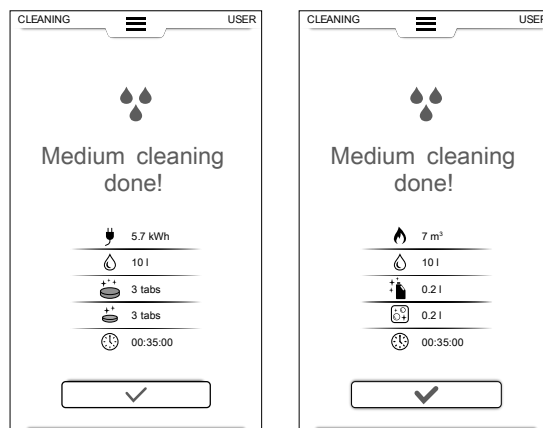 CLEANING USER
Medium cleaning
done!
5.7 kWh
10 l
3 tabs
3 tabs
00:35:00
CLEANING USER
Medium cleaning
done!
7 m³
10 l
0.2 l
0.2 l
00:35:00